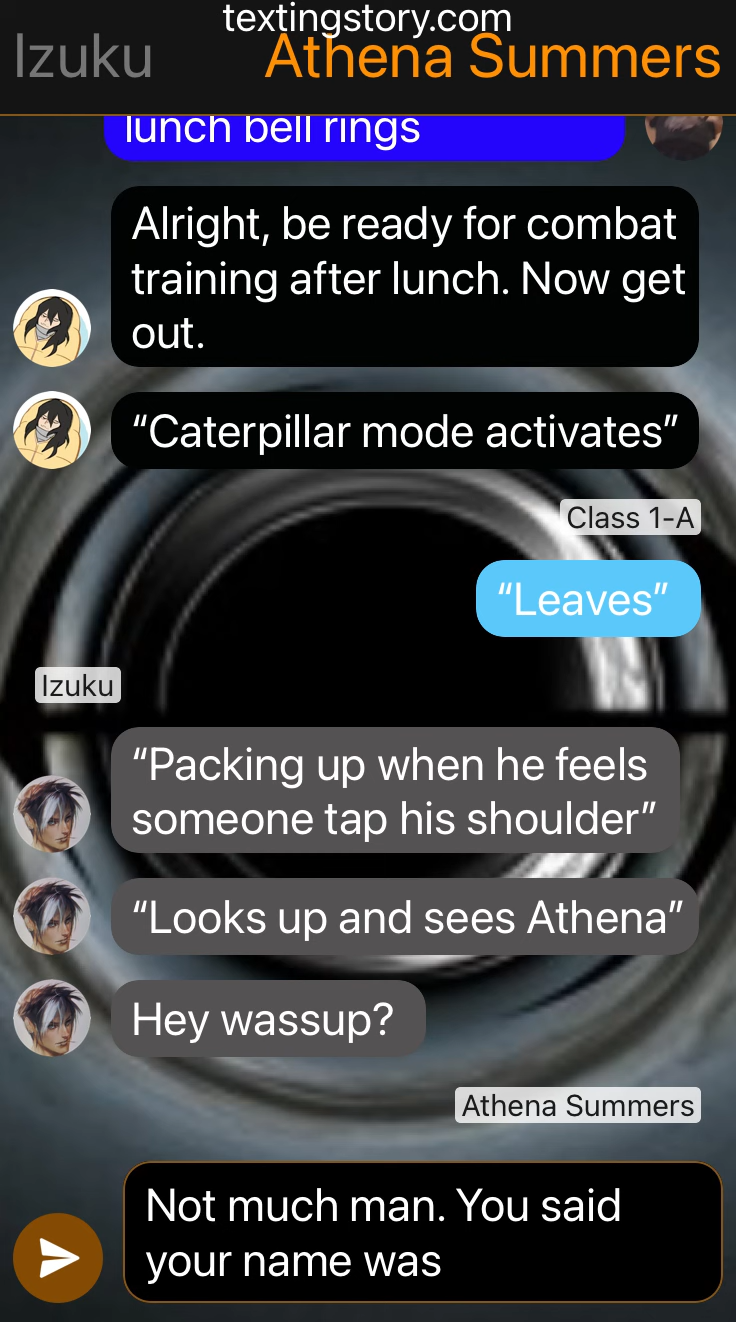 textingstory.com
Izuku
Athena Summers
lunch bell rings
Alright, be ready for combat
training after lunch. Now get
out.
“Caterpillar mode activates”
Class 1-A
“Leaves”
Izuku
“Packing up when he feels
someone tap his shoulder”
“Looks up and sees Athena”
Hey wassup?
Athena Summers
Not much man. You said
your name was